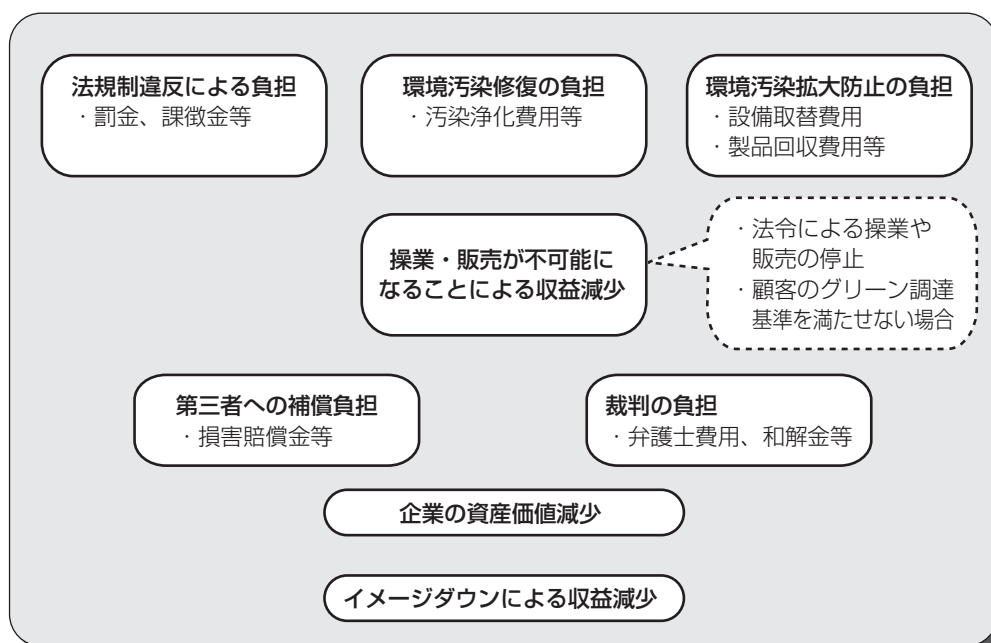 法規制違反による負担
・罰金、課徴金等
環境汚染修復の負担
・汚染浄化費用等
環境汚染拡大防止の負担
・設備取替費用
・製品回収費用等
操業・販売が不可能に
なることによる収益減少
・法令による操業や
販売の停止
・顧客のグリーン調達
基準を満たせない場合
第三者への補償負担
・損害賠償金等
裁判の負担
・弁護士費用、和解金等
企業の資産価値減少
イメージダウンによる収益減少